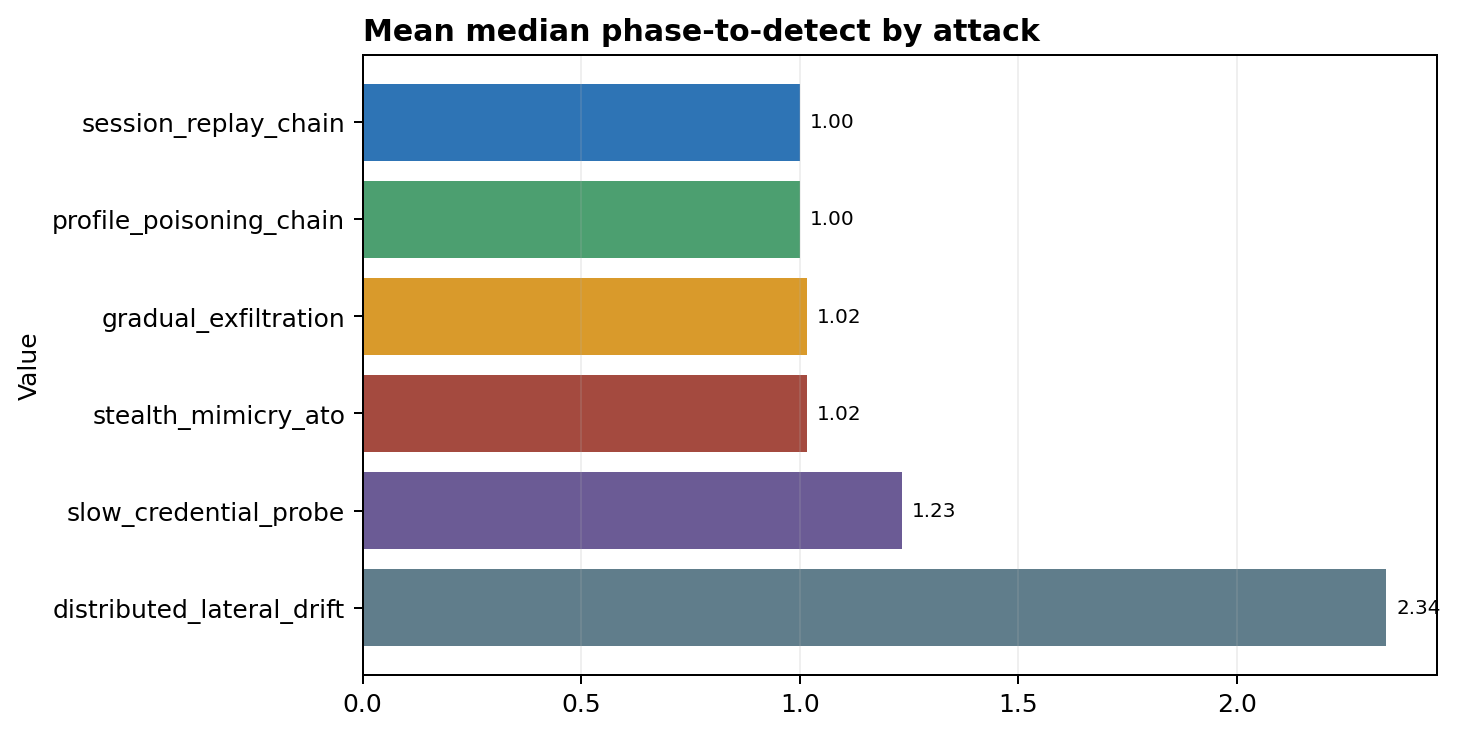 Mean median phase-to-detect by attack
session_replay_chain
1.00
profile_poisoning_chain
1.00
gradual_exfiltration
1.02
stealth_mimicry_ato
1.02
slow_credential_probe
1.23
distributed_lateral_drift
2.34
Value
0.0 0.5 1.0 1.5 2.0